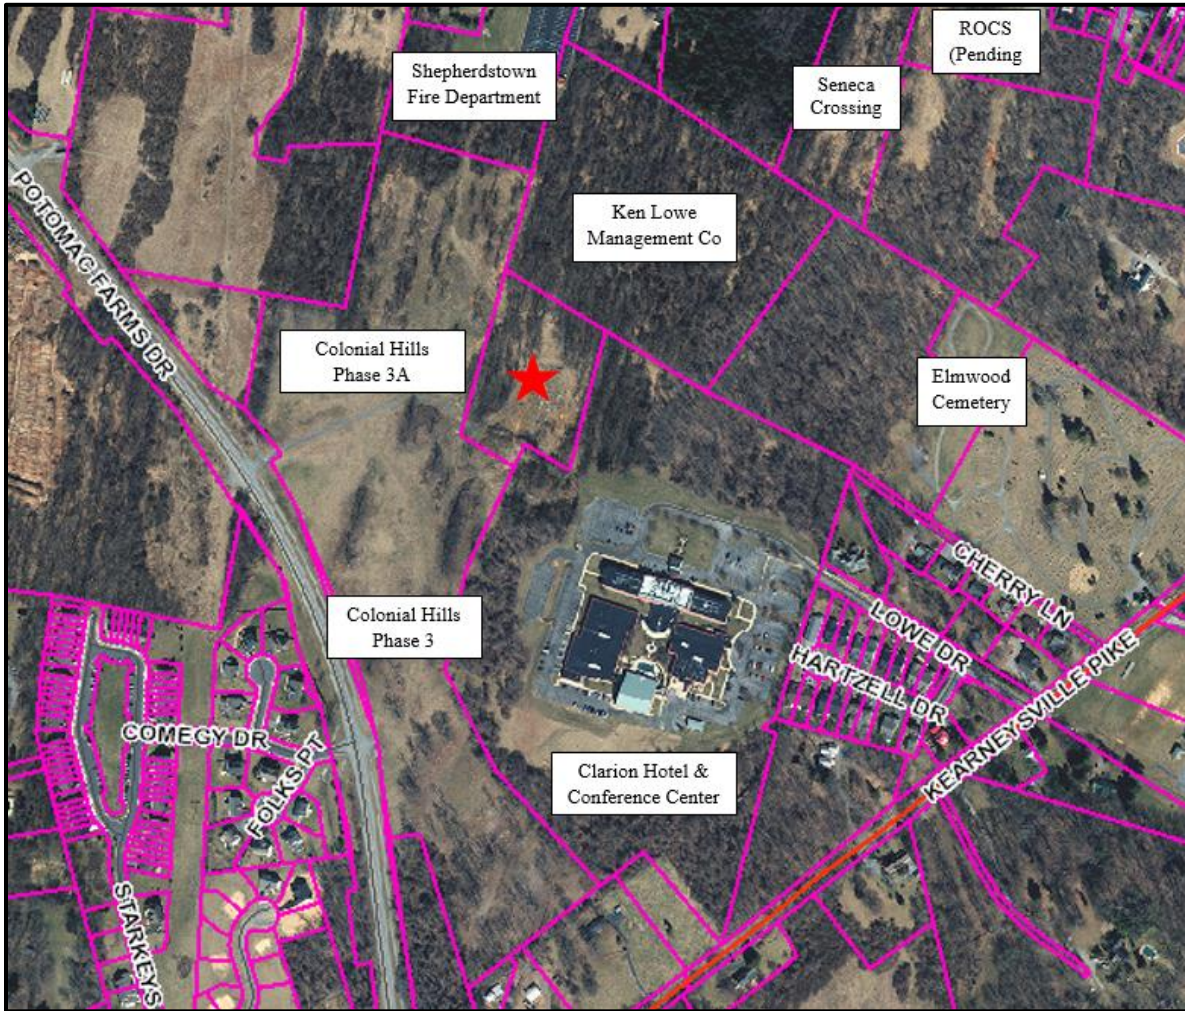 ROCS
(Pending
Shepherdstown
Fire Department
Seneca
Crossing
POTOMAC FARMS DR
Ken Lowe
Management Co
Colonial Hills
Phase 3A
Elmwood
Cemetery
CHERRY LN
LOWE DR
HARTZELL DR
KEARNEYSVILLE PIKE
Colonial Hills
Phase 3
COMEGY DR
FOLKS PT
Clarion Hotel &
Conference Center
STARKEYS